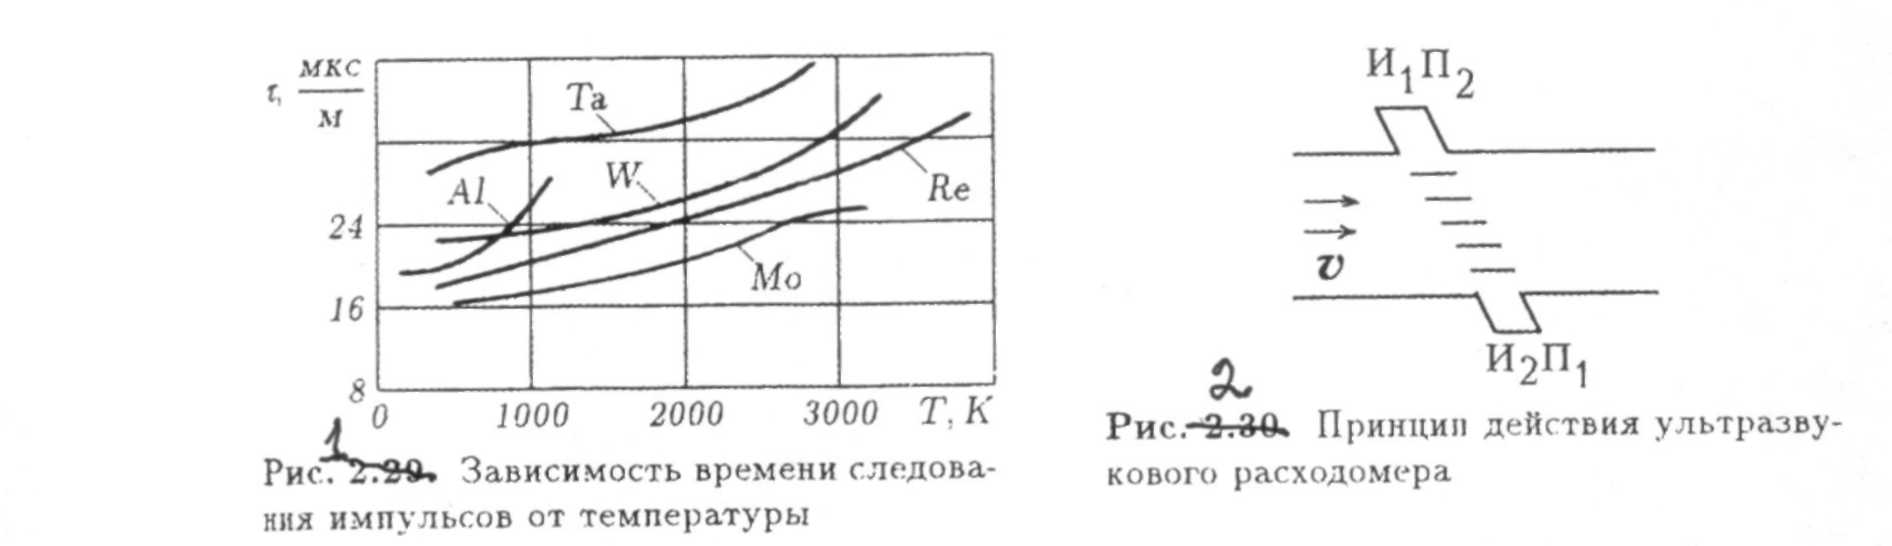 τ, мкс
м
Ta
Al
W
Re
Mo
24
16
8
0 1000 2000 3000 T, K
1
Рис. 2.29. Зависимость времени следова-
ния импульсов от температуры
И1П2
v
И2П1
2
Рис. 2.30. Принцип действия ультразву-
кового расходомера